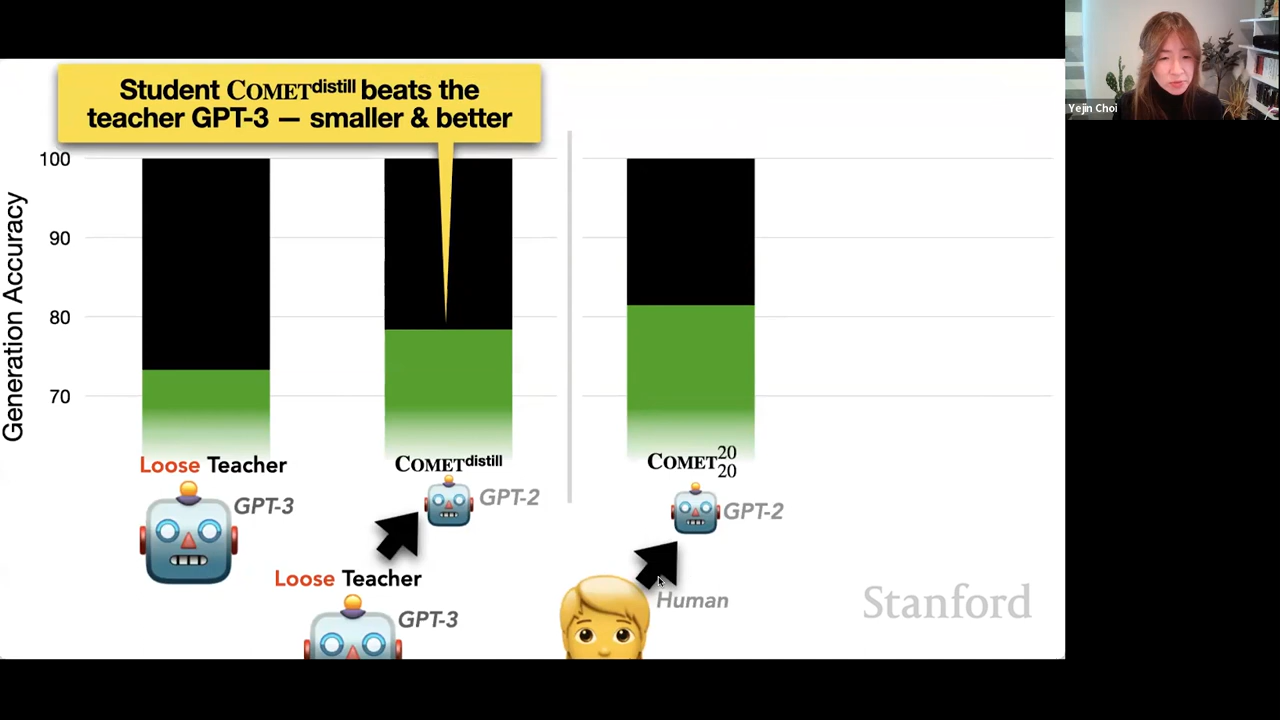 Student COMETdistill beats the
teacher GPT-3 — smaller & better
Yejin Choi
Generation Accuracy
100
90
80
70
Loose Teacher
GPT-3
COMETdistill
GPT-2
Loose Teacher
GPT-3
COMET20
20
GPT-2
Human
Stanford